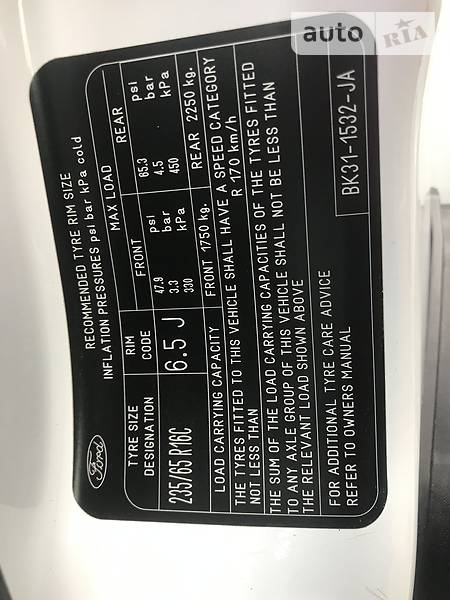 auto RIA
Ford
RECOMMENDED TYRE RIM SIZE
INFLATION PRESSURES psi bar kPa cold
TYRE SIZE DESIGNATION
RIM CODE
MAX LOAD
FRONT
REAR
psi
bar
kPa
psi
bar
kPa
235/65 R16C
6.5 J
47.9
3.3
330
65.3
4.5
450
LOAD CARRYING CAPACITY FRONT 1750 kg. REAR 2250 kg.
THE TYRES FITTED TO THIS VEHICLE SHALL HAVE A SPEED CATEGORY
NOT LESS THAN R 170 km/h
THE SUM OF THE LOAD CARRYING CAPACITIES OF THE TYRES FITTED
TO ANY AXLE GROUP OF THIS VEHICLE SHALL NOT BE LESS THAN
THE RELEVANT LOAD SHOWN ABOVE
FOR ADDITIONAL TYRE CARE ADVICE
REFER TO OWNERS MANUAL
BK31-1532-JA